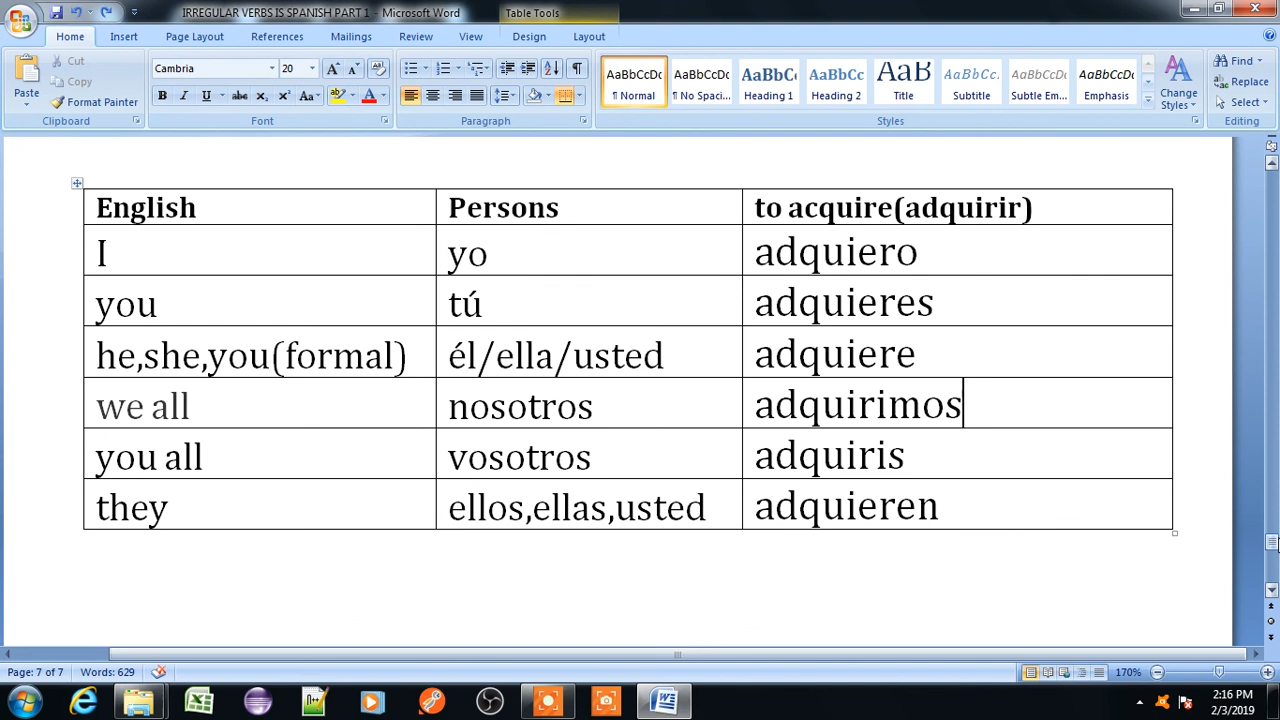 IRREGULAR VERBS IS SPANISH PART 1 - Microsoft Word Table Tools
Home Insert Page Layout References Mailings Review View Design Layout
Paste Cut Copy Format Painter Clipboard
Cambria 20 Font
Paragraph
AaBbCcDc AaBbCcDc AaBbCc AaBbCc AaB AaBbCc. AaBbCcDc AaBbCcDc
¶ Normal ¶ No Spaci... Heading 1 Heading 2 Title Subtitle Subtle Em... Emphasis Change Styles
Styles
Find Replace Select Editing
English Persons to acquire(adquirir)
I yo adquiero
you tú adquieres
he,she,you(formal) él/ella/usted adquiere
we all nosotros adquirimos
you all vosotros adquiris
they ellos,ellas,usted adquieren
Page: 7 of 7 Words: 629 170%
2:16 PM
2/3/2019